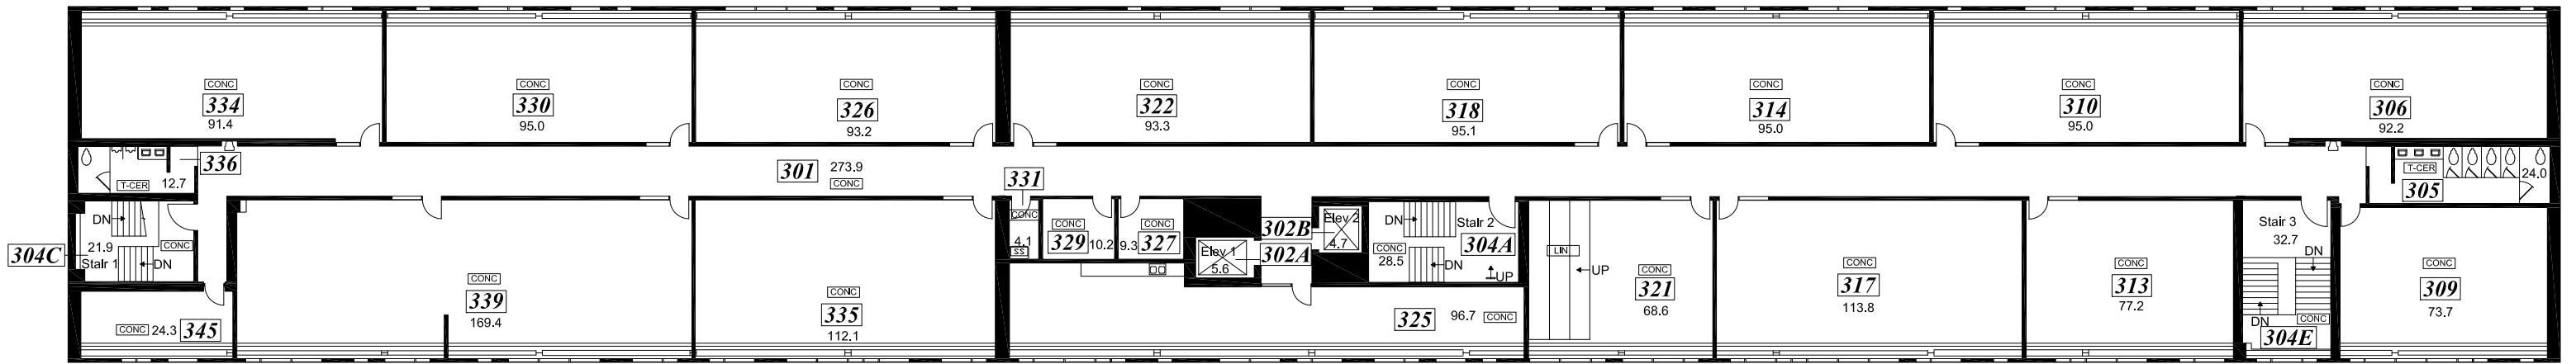 CONC
334
91.4
CONC
330
95.0
CONC
326
93.2
CONC
322
93.3
CONC
318
95.1
CONC
314
95.0
CONC
310
95.0
CONC
306
92.2
336
T-CER 12.7
301 273.9
CONC
331
CONC
4.1
SS
CONC
329 10.2
CONC
9.3 327
302B
302A
Elev 1
5.6
Elev 2
4.7
DN
Stair 2
CONC 304A
28.5
DN
UP
T-CER
305
24.0
DN
304C
21.9
CONC
Stair 1
DN
CONC 24.3 345
CONC
339
169.4
CONC
335
112.1
325 96.7 CONC
LIN
UP
CONC
321
68.6
CONC
317
113.8
CONC
313
77.2
Stair 3
32.7
DN
DN
CONC
304E
CONC
309
73.7